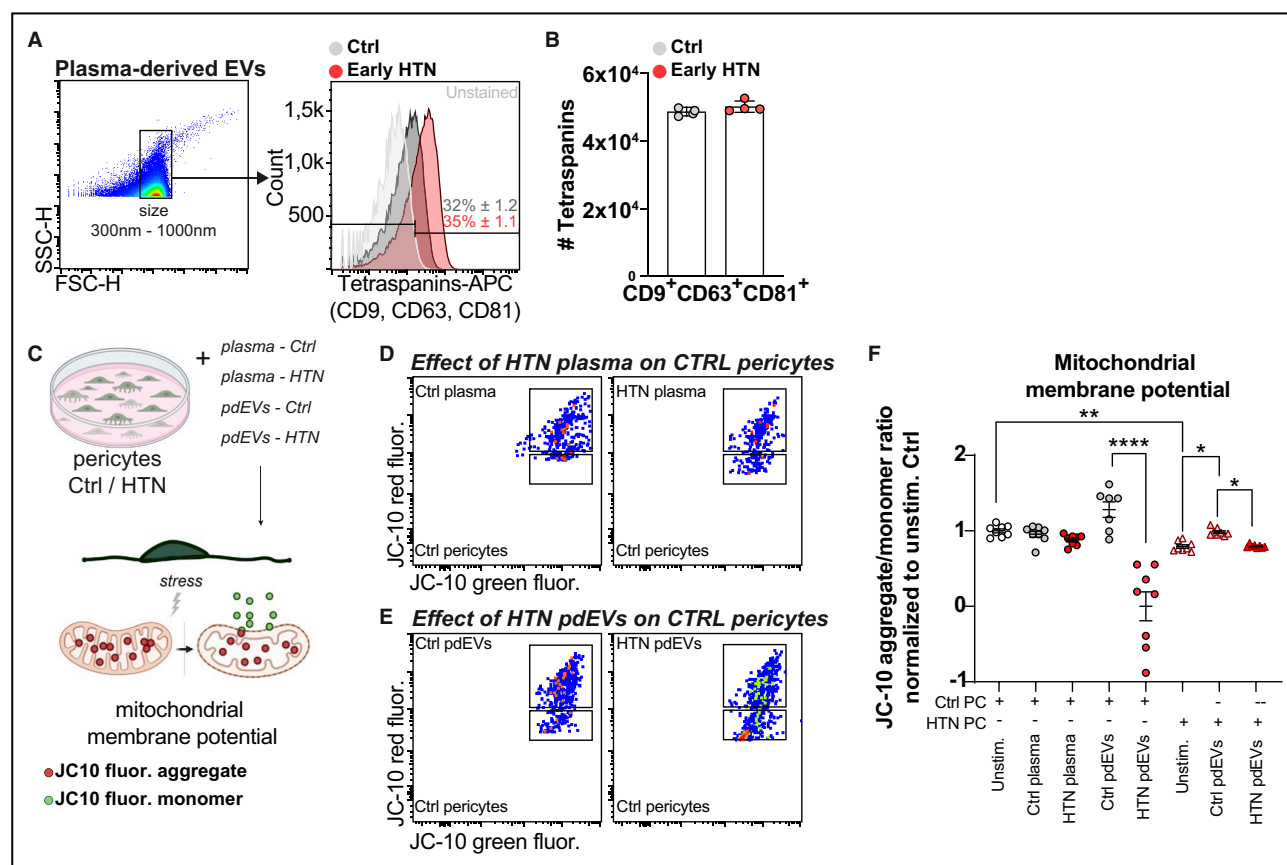 A
Plasma-derived EVs
SSC-H
size
300nm - 1000nm
FSC-H
Ctrl
Early HTN
Unstained
1,5k
1,0k
500
Count
32% ± 1.2
35% ± 1.1
Tetraspanins-APC
(CD9, CD63, CD81)
B
Ctrl
Early HTN
6x10⁴
4x10⁴
2x10⁴
0
# Tetraspanins
CD9⁺CD63⁺CD81⁺
C
+
plasma - Ctrl
plasma - HTN
pdEVs - Ctrl
pdEVs - HTN
pericytes
Ctrl / HTN
stress
mitochondrial
membrane potential
JC10 fluor. aggregate
JC10 fluor. monomer
D
Effect of HTN plasma on CTRL pericytes
Ctrl plasma
HTN plasma
JC-10 red fluor.
Ctrl pericytes
Ctrl pericytes
JC-10 green fluor.
E
Effect of HTN pdEVs on CTRL pericytes
Ctrl pdEVs
HTN pdEVs
JC-10 red fluor.
Ctrl pericytes
Ctrl pericytes
JC-10 green fluor.
F
Mitochondrial
membrane potential
JC-10 aggregate/monomer ratio
normalized to unstim. Ctrl
**
****
*
*
2
1
0
-1
Ctrl PC + + + + + - --
HTN PC - - - - - + + +
Unstim.
Ctrl plasma
HTN plasma
Ctrl pdEVs
HTN pdEVs
Unstim.
Ctrl pdEVs
HTN pdEVs